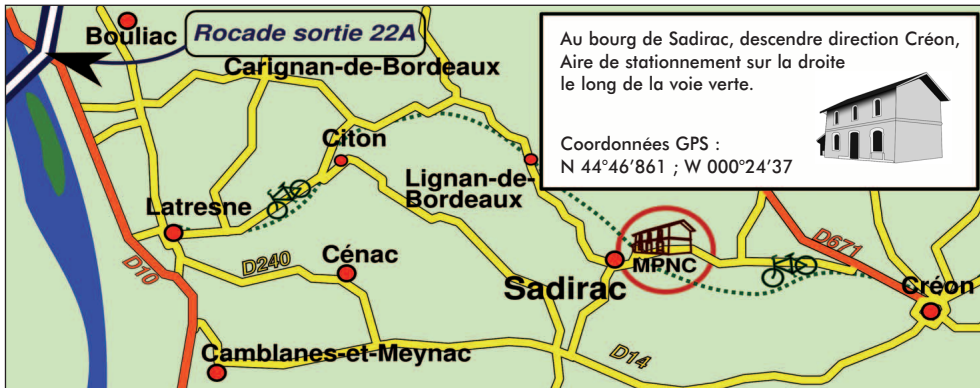 Bouliac
Rocade sortie 22A
Carignan-de-Bordeaux
Au bourg de Sadirac, descendre direction Créon,
Aire de stationnement sur la droite
le long de la voie verte.
Coordonnées GPS :
N 44°46’861 ; W 000°24’37
Citon
Lignan-de-
Bordeaux
Latresne
D10
D240
Cénac
Sadirac
MPNC
D671
Créon
Camblanes-et-Meynac
D14